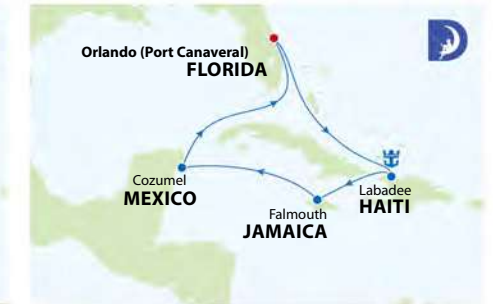 Orlando (Port Canaveral)
FLORIDA
Cozumel
MEXICO
Labadee
HAITI
Falmouth
JAMAICA